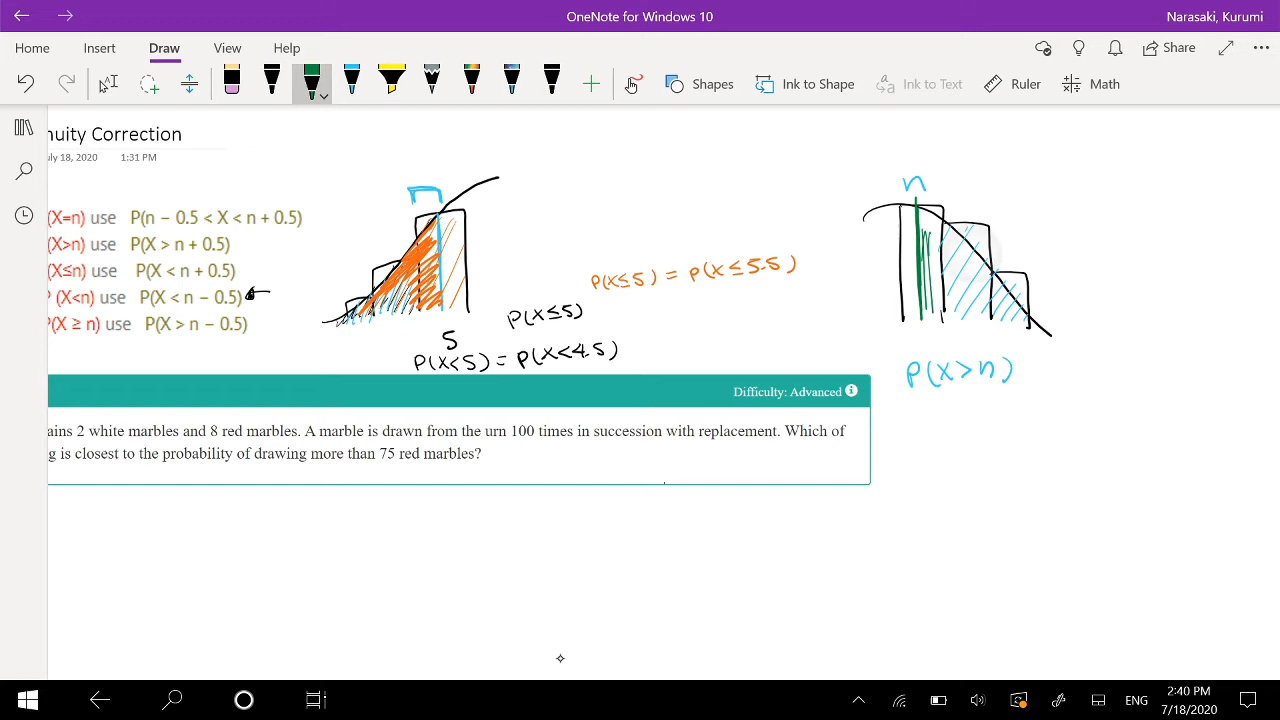 OneNote for Windows 10
Narasaki, Kurumi
Home Insert Draw View Help
Share
Shapes Ink to Shape Ink to Text Ruler Math
nuity Correction
uly 18, 2020 1:31 PM
(X=n) use P(n − 0.5 < X < n + 0.5)
(X>n) use P(X > n + 0.5)
(X≤n) use P(X < n + 0.5)
P (X<n) use P(X < n − 0.5)
P(X ≥ n) use P(X > n − 0.5)
n
P(X≤5) = P(X≤5.5)
P(X≤5)
5
P(X<5) = P(X<4.5)
n
P(X>n)
Difficulty: Advanced
ains 2 white marbles and 8 red marbles. A marble is drawn from the urn 100 times in succession with replacement. Which of
g is closest to the probability of drawing more than 75 red marbles?
ENG
2:40 PM
7/18/2020